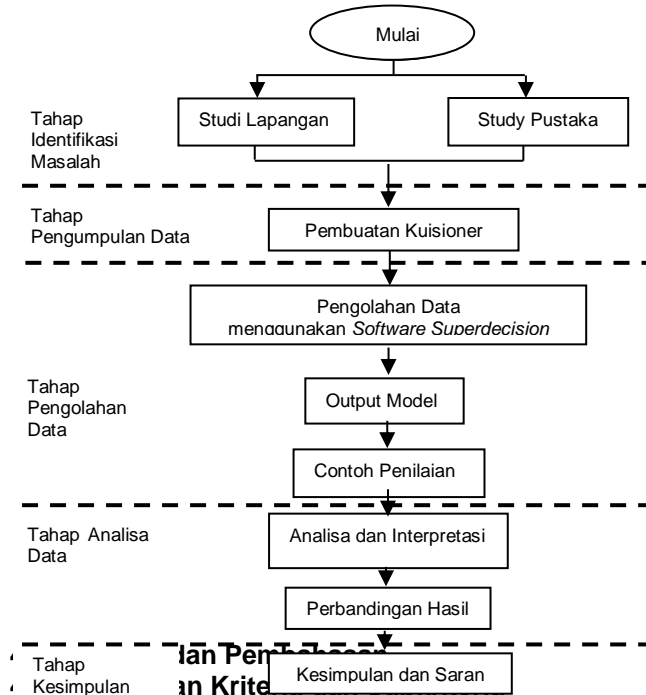 Mulai
Tahap
Identifikasi
Masalah
Studi Lapangan
Study Pustaka
Tahap
Pengumpulan Data
Pembuatan Kuisioner
Pengolahan Data
menggunakan Software Superdecision
Tahap
Pengolahan
Data
Output Model
Contoh Penilaian
Tahap Analisa
Data
Analisa dan Interpretasi
Perbandingan Hasil
dan
Tahap
Kesimpulan
Kesimpulan dan Saran